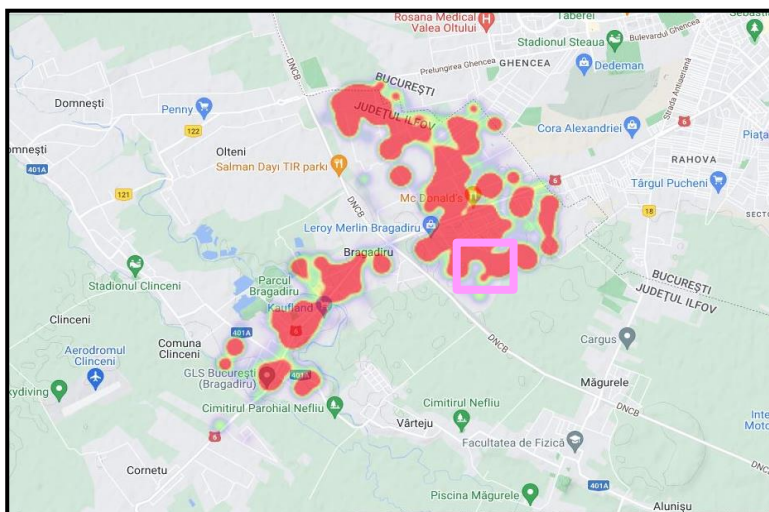 Rosana Medical
Valea Oltului
Taberei
Bulevardul Ghencea
Stadionul Steaua
DNCB
Prelungirea Ghencea
GHENCEA
Dedeman
BUCUREȘTI
JUDEȚUL ILFOV
Domnești
Penny
122
Strada Antiaeriana
Cora Alexandriei
6
Olteni
RAHOVA
omnești
401A
Salman Dayı TIR parkı
6
Târgul Pucheni
121
Mc Donald's
18
DNCB
Leroy Merlin Bragadiru
Bragadiru
Stadionul Clinceni
Parcul
Bragadiru
BUCUREȘTI
JUDEȚUL ILFOV
Kaufland
Clinceni
401A
6
Comuna
Clinceni
DNCB
Cargus
Aerodromul
Clinceni
GLS București
(Bragadiru)
401A
Măgurele
kydiving
Cimitirul Parohial Nefliu
Cimitirul Nefliu
DNCB
Vârteju
6
Facultatea de Fizică
Cornetu
401A
Piscina Măgurele
Alunișu